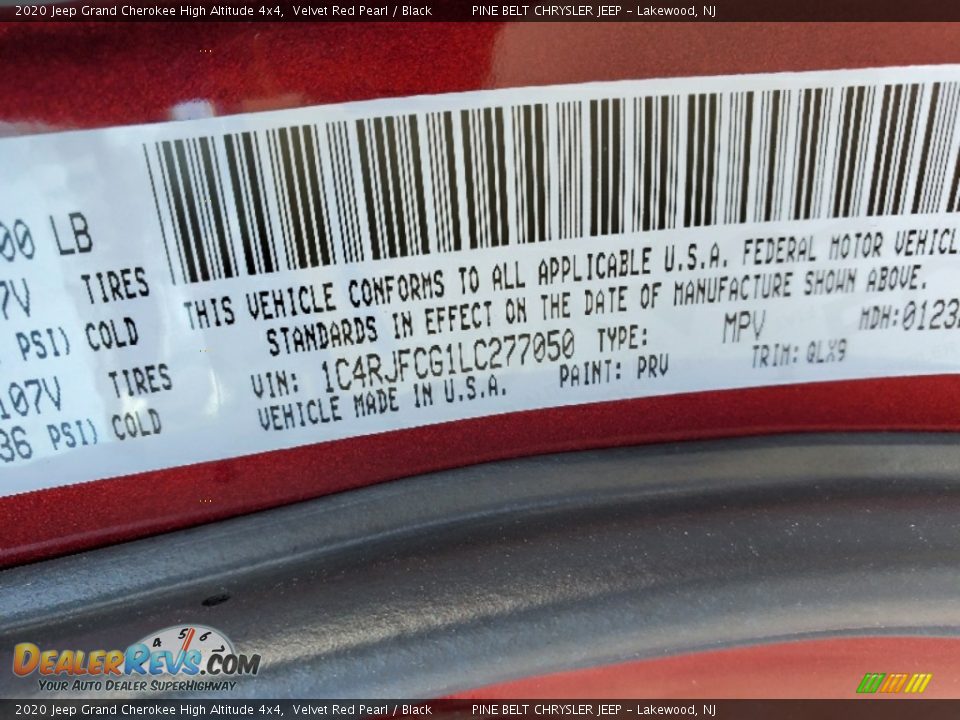 2020 Jeep Grand Cherokee High Altitude 4x4, Velvet Red Pearl / Black PINE BELT CHRYSLER JEEP - Lakewood, NJ
00 LB
7V TIRES
PSI) COLD
107V TIRES
36 PSI) COLD
THIS VEHICLE CONFORMS TO ALL APPLICABLE U.S.A. FEDERAL MOTOR VEHICL
STANDARDS IN EFFECT ON THE DATE OF MANUFACTURE SHOWN ABOVE.
VIN: 1C4RJFCG1LC277050 TYPE: MPV MDH:0123
VEHICLE MADE IN U.S.A. PAINT: PRV TRIM: QLX9
4 5 6
DealerRevs.com
Your Auto Dealer SuperHighway
2020 Jeep Grand Cherokee High Altitude 4x4, Velvet Red Pearl / Black PINE BELT CHRYSLER JEEP - Lakewood, NJ